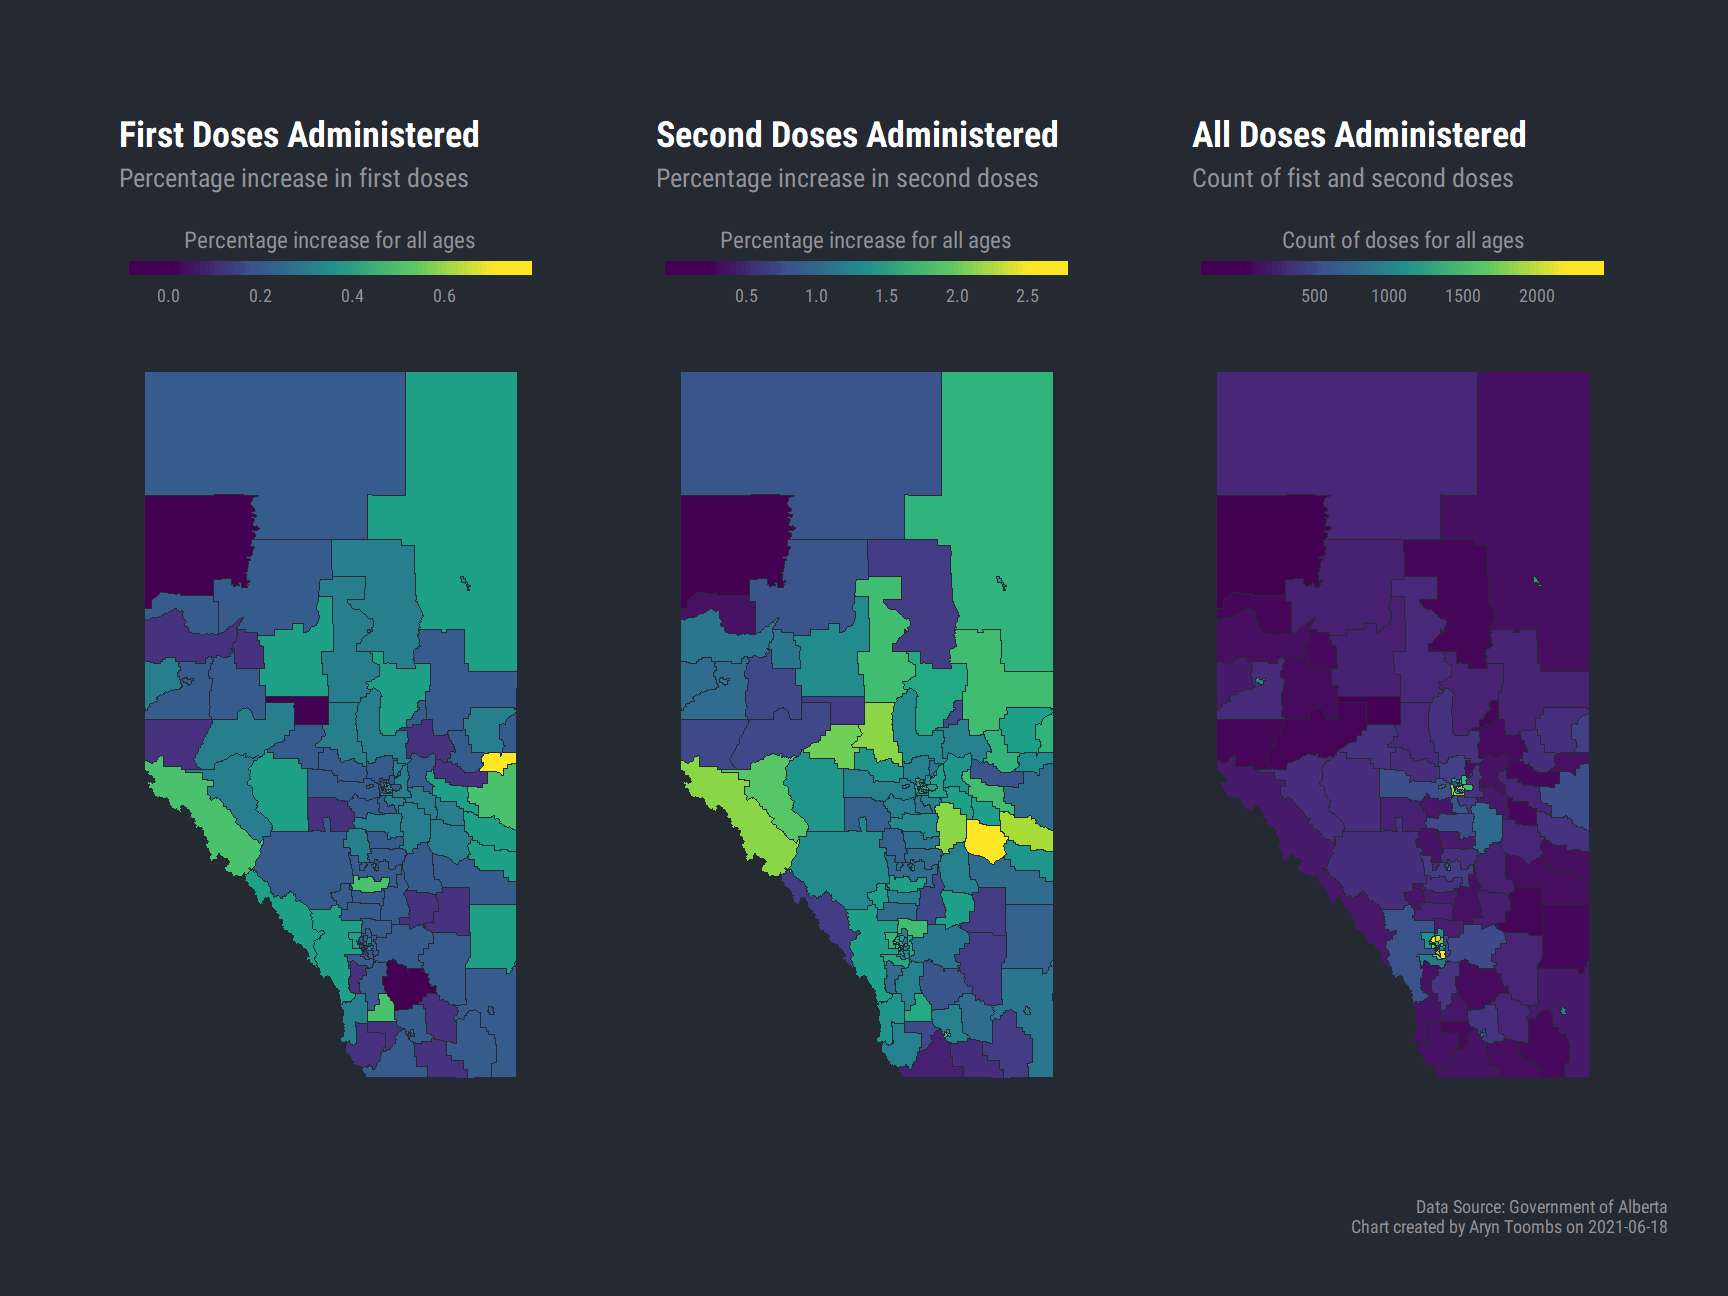 First Doses Administered
Percentage increase in first doses
Percentage increase for all ages
0.0 0.2 0.4 0.6
Second Doses Administered
Percentage increase in second doses
Percentage increase for all ages
0.5 1.0 1.5 2.0 2.5
All Doses Administered
Count of fist and second doses
Count of doses for all ages
500 1000 1500 2000
Data Source: Government of Alberta
Chart created by Aryn Toombs on 2021-06-18